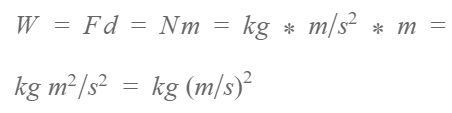 W = Fd = Nm = kg * m/s² * m =
kg m²/s² = kg (m/s)²